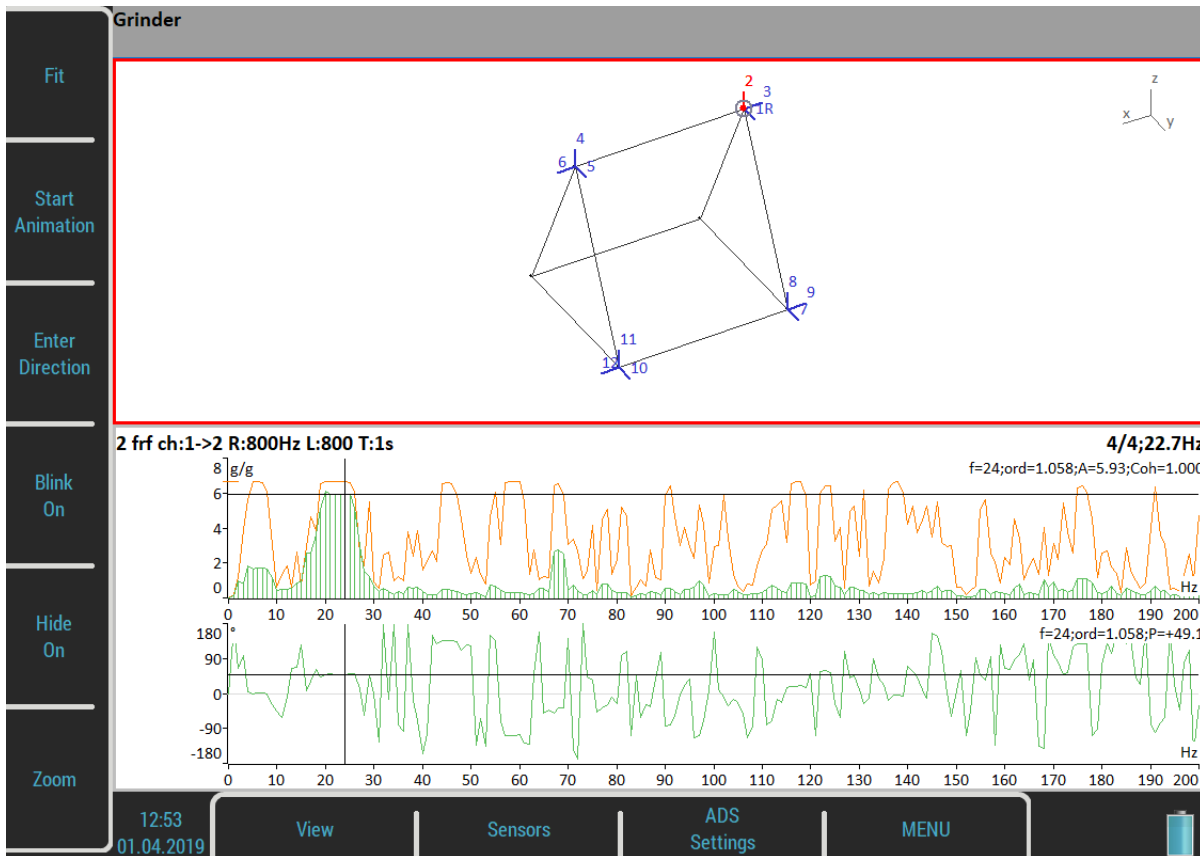 Grinder
Fit
Start
Animation
Enter
Direction
Blink
On
Hide
On
Zoom
2
3
1R
4
6 5
8
9
7
11
12 10
z
x
y
2 frf ch:1->2 R:800Hz L:800 T:1s 4/4;22.7Hz
8 g/g f=24;ord=1.058;A=5.93;Coh=1.000
6
4
2
0 Hz
0 10 20 30 40 50 60 70 80 90 100 110 120 130 140 150 160 170 180 190 200
180 ° f=24;ord=1.058;P=+49.1
90
0
-90
-180 Hz
0 10 20 30 40 50 60 70 80 90 100 110 120 130 140 150 160 170 180 190 200
12:53
01.04.2019
View
Sensors
ADS
Settings
MENU